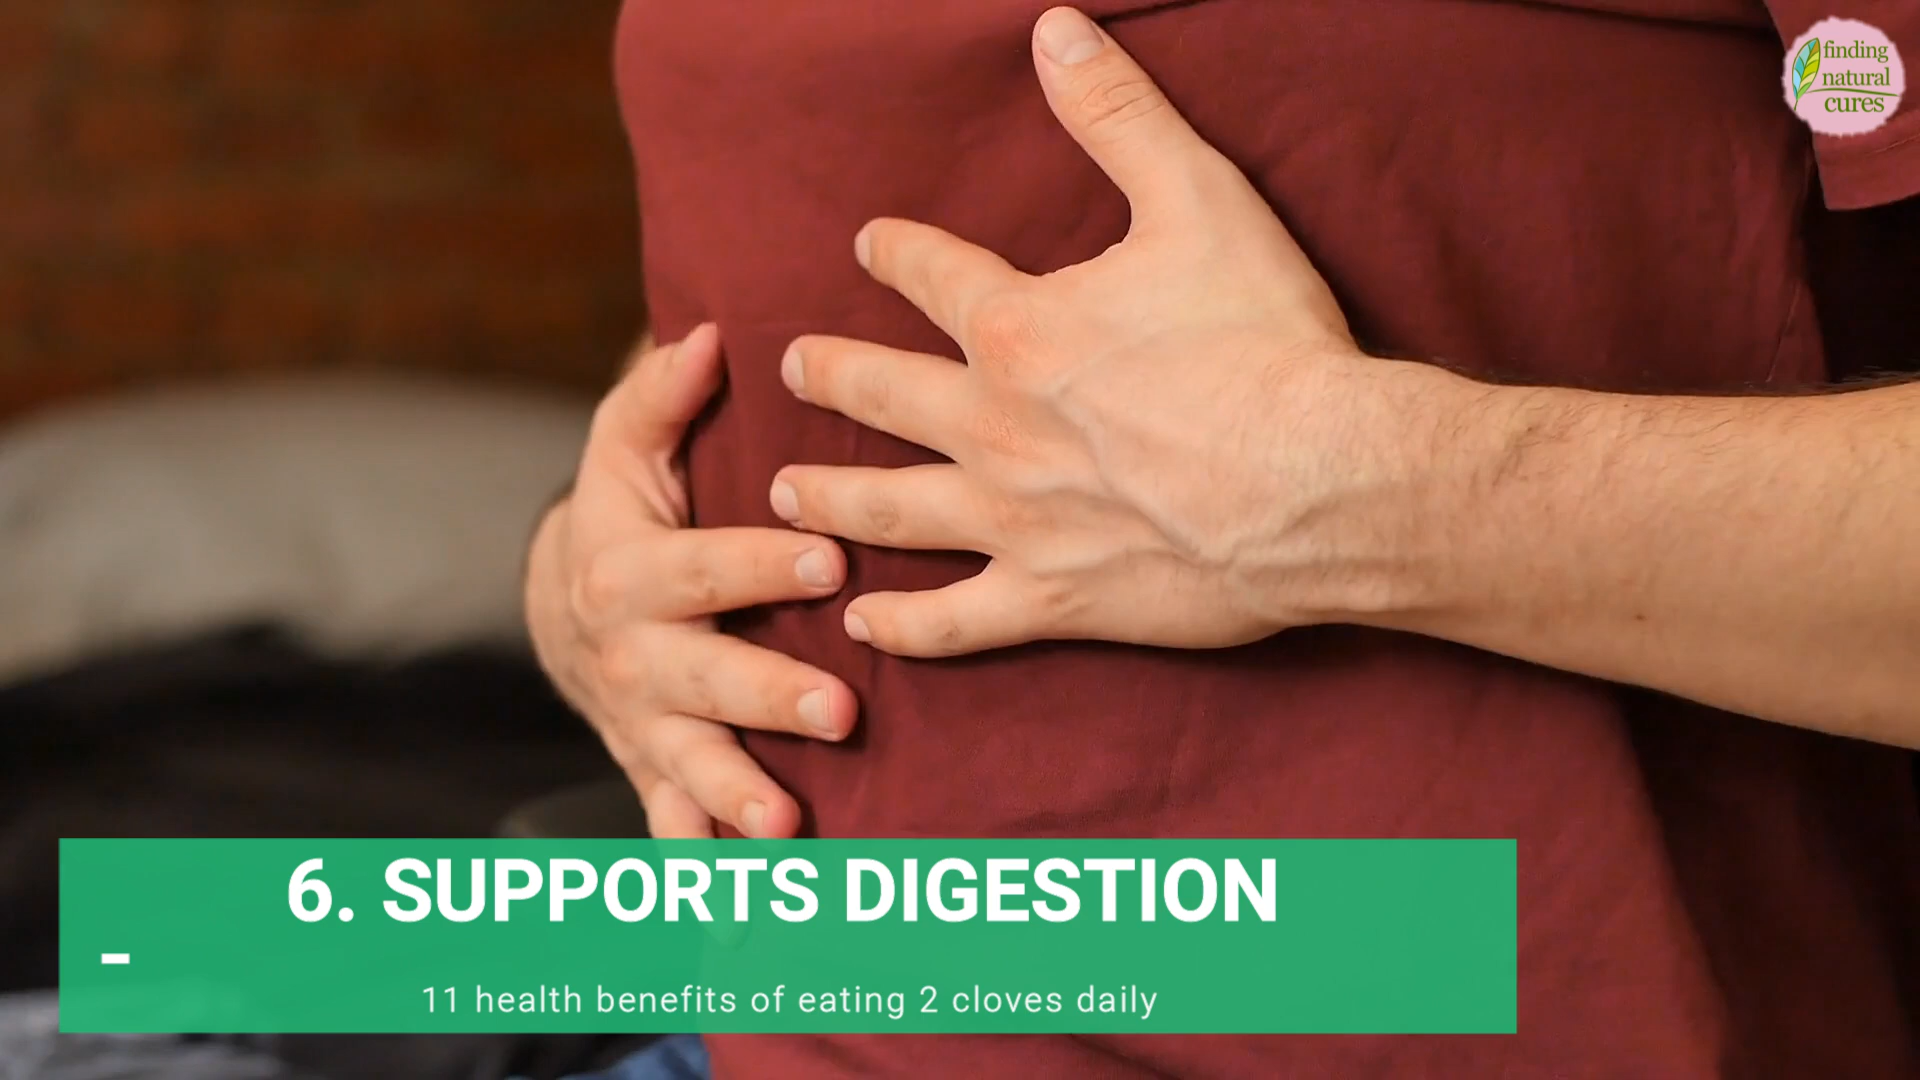 finding
natural
cures
6. SUPPORTS DIGESTION
-
11 health benefits of eating 2 cloves daily